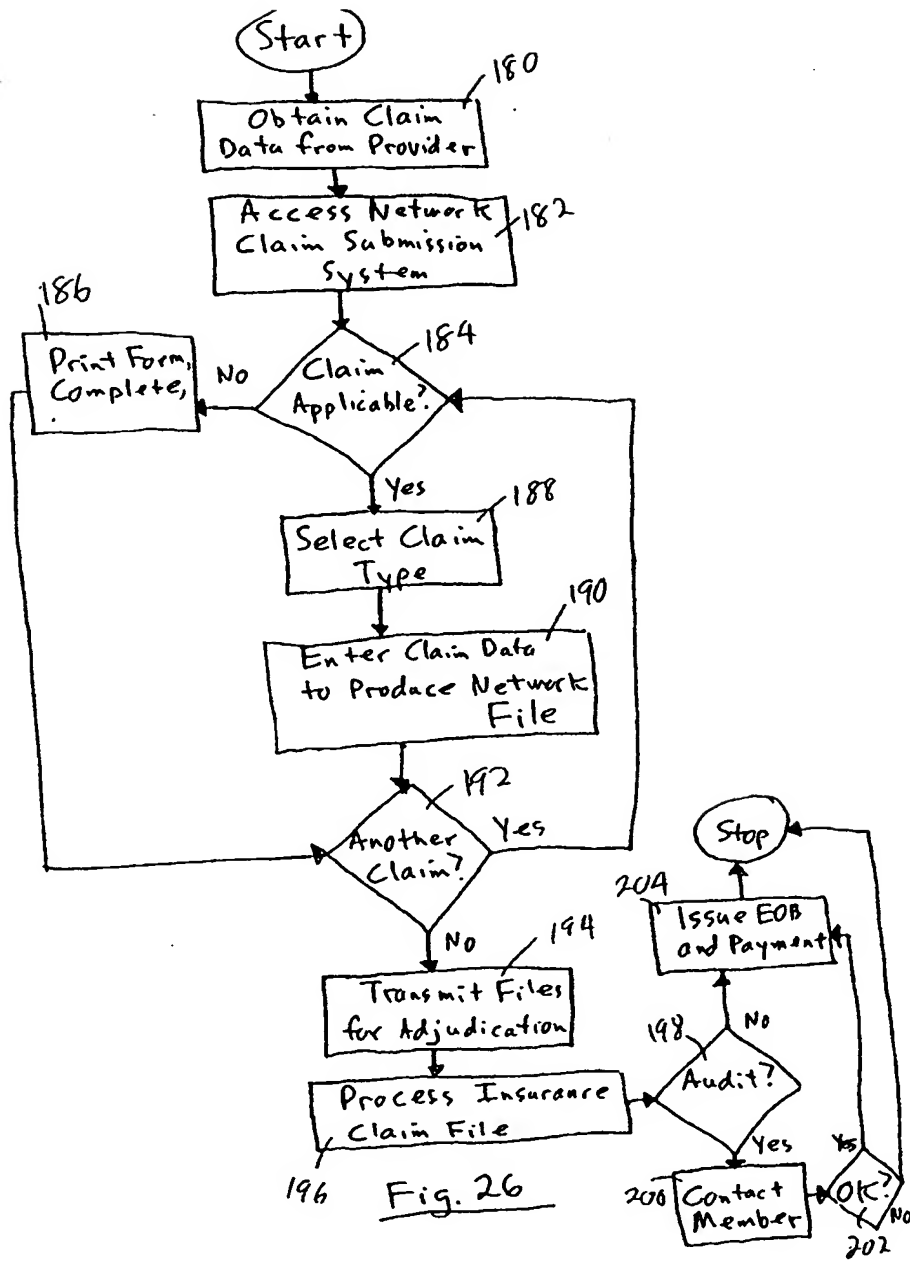 Start
180
Obtain Claim
Data from Provider
Access Network
Claim Submission
System
182
186
Print Form,
Complete,
.
No
184
Claim
Applicable?
Yes
188
Select Claim
Type
190
Enter Claim Data
to Produce Network
File
192
Another
Claim?
Yes
No
194
Transmit Files
for Adjudication
Process Insurance
Claim File
196
198
Audit?
No
Yes
204
Issue EOB
and Payment
Stop
200
Contact
Member
OK?
Yes
No
202
Fig. 26